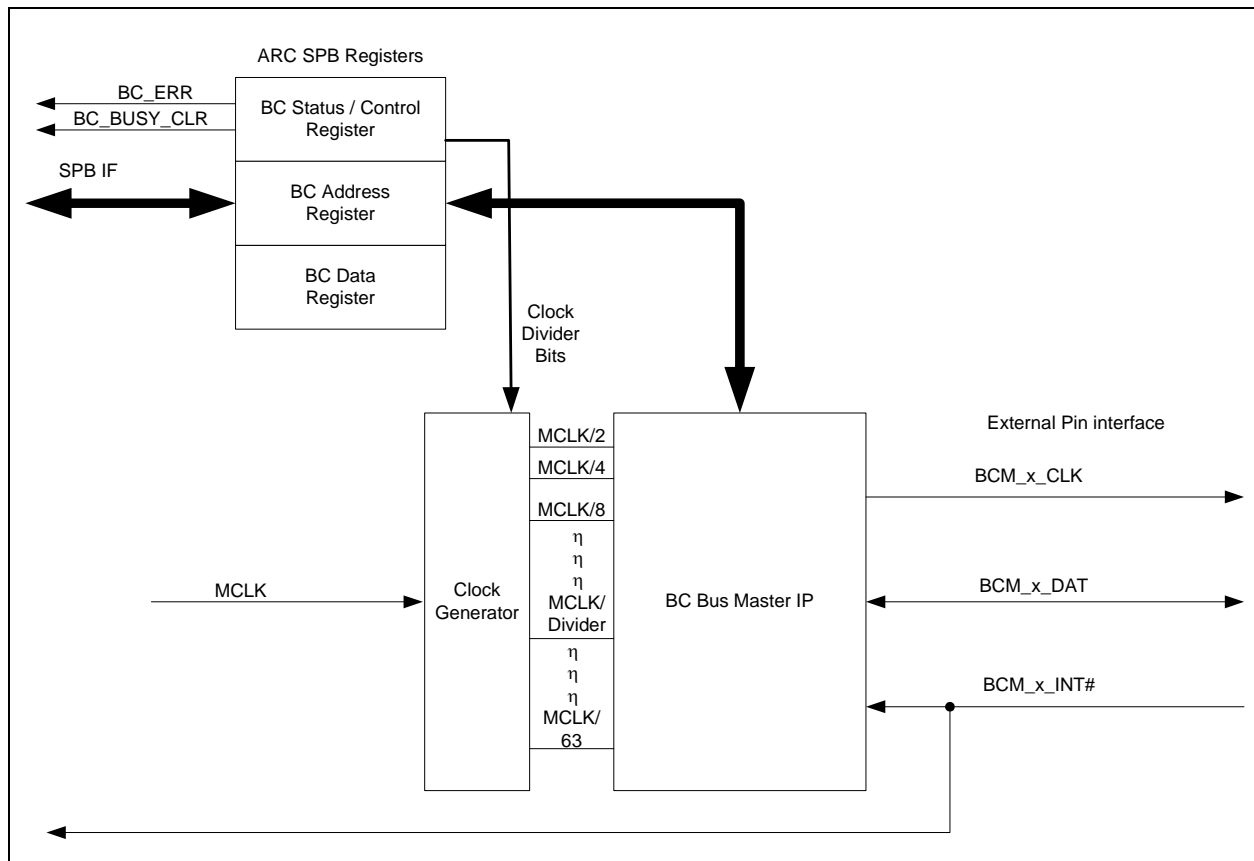 ARC SPB Registers
BC_ERR
BC_BUSY_CLR
BC Status / Control
Register
SPB IF
BC Address
Register
BC Data
Register
Clock
Divider
Bits
MCLK/2
MCLK/4
MCLK/8
η
η
η
MCLK/
Divider
η
η
η
MCLK/
63
MCLK
Clock
Generator
BC Bus Master IP
External Pin interface
BCM_x_CLK
BCM_x_DAT
BCM_x_INT#